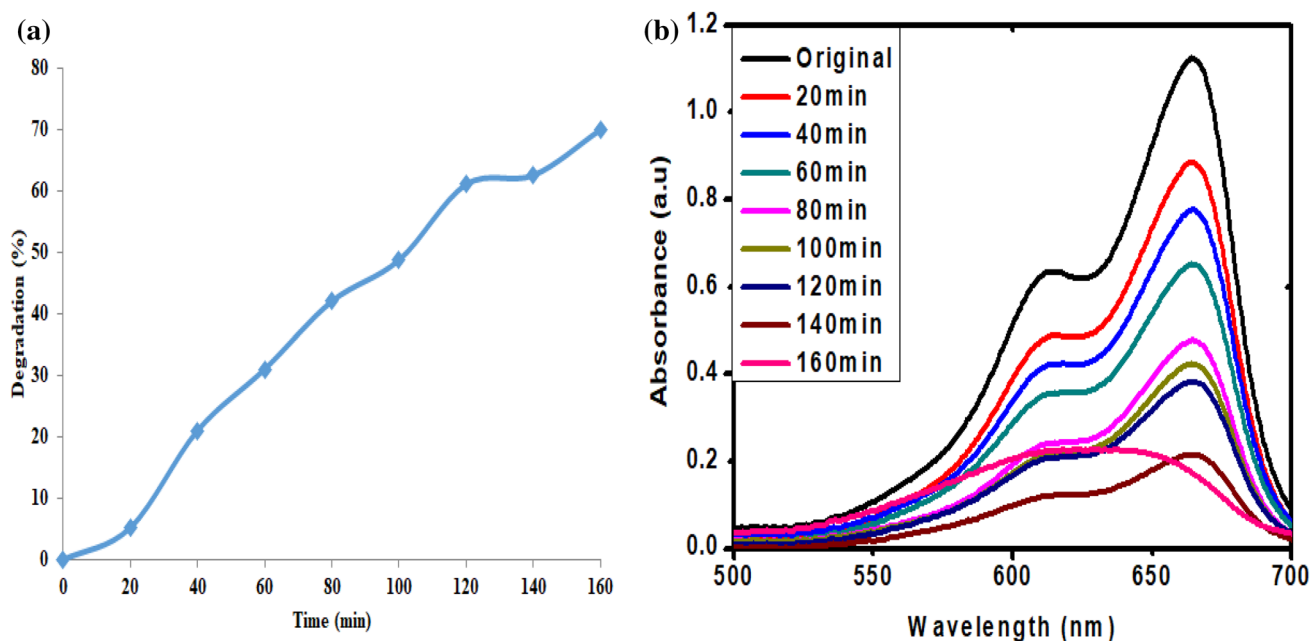 (a)
80
70
60
50
40
30
20
10
0
Degradation (%)
0 20 40 60 80 100 120 140 160
Time (min)
(b)
1.2
1.0
0.8
0.6
0.4
0.2
0.0
Absorbance (a.u)
Original
20min
40min
60min
80min
100min
120min
140min
160min
500 550 600 650 700
Wavelength (nm)